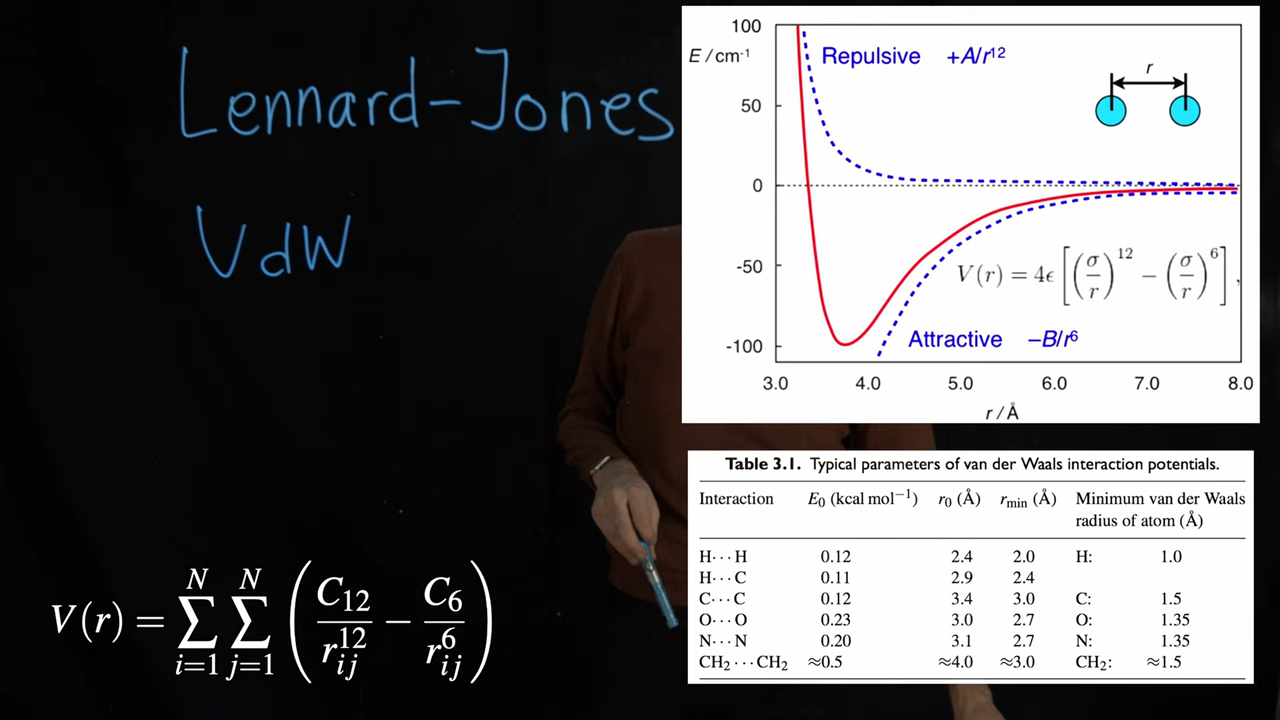 Lennard-Jones
VdW
100
E / cm-1
50
0
-50
-100
3.0 4.0 5.0 6.0 7.0 8.0
r / Å
Repulsive +A/r¹²
r
V(r) = 4ϵ [(σ/r)¹² − (σ/r)⁶],
Attractive −B/r⁶
Table 3.1. Typical parameters of van der Waals interaction potentials.
Interaction E₀ (kcal mol⁻¹) r₀ (Å) rmin (Å) Minimum van der Waals
radius of atom (Å)
H···H 0.12 2.4 2.0 H: 1.0
H···C 0.11 2.9 2.4
C···C 0.12 3.4 3.0 C: 1.5
O···O 0.23 3.0 2.7 O: 1.35
N···N 0.20 3.1 2.7 N: 1.35
CH₂···CH₂ ≈0.5 ≈4.0 ≈3.0 CH₂: ≈1.5
V(r) = ∑_{i=1}^{N} ∑_{j=1}^{N} (C₁₂/r_{ij}^{12} − C₆/r_{ij}^{6})